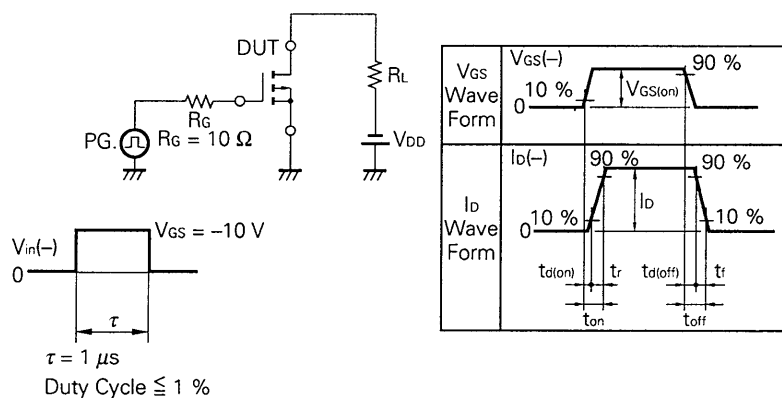 DUT
RL
RG
PG.
RG = 10 Ω
VDD
Vin(–)
0
VGS = –10 V
τ
τ = 1 μs
Duty Cycle ≦ 1 %
VGS
Wave
Form
VGS(–)
10 %
0
VGS(on)
90 %
ID
Wave
Form
ID(–)
90 %
90 %
10 %
0
ID
10 %
td(on)
tr
td(off)
tf
ton
toff